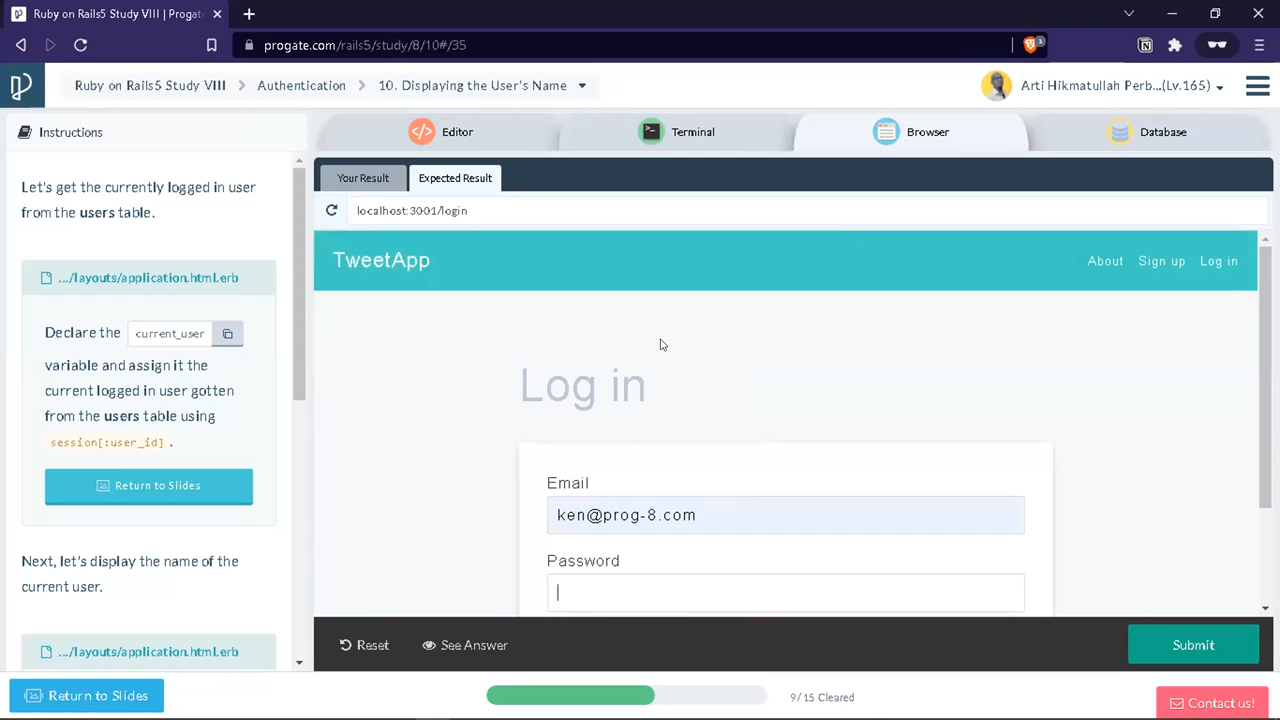 Ruby on Rails5 Study VIII | Progat
progate.com/rails5/study/8/10#/35
Ruby on Rails5 Study VIII
Authentication
10. Displaying the User's Name
Arti Hikmatullah Perb...(Lv.165)
Instructions
Editor
Terminal
Browser
Database
Let's get the currently logged in user
from the users table.
.../layouts/application.html.erb
Declare the current_user
variable and assign it the
current logged in user gotten
from the users table using
session[:user_id] .
Return to Slides
Next, let's display the name of the
current user.
.../layouts/application.html.erb
Your Result
Expected Result
localhost:3001/login
TweetApp
About
Sign up
Log in
Log in
Email
ken@prog-8.com
Password
Reset
See Answer
Submit
Return to Slides
9/15 Cleared
Contact us!